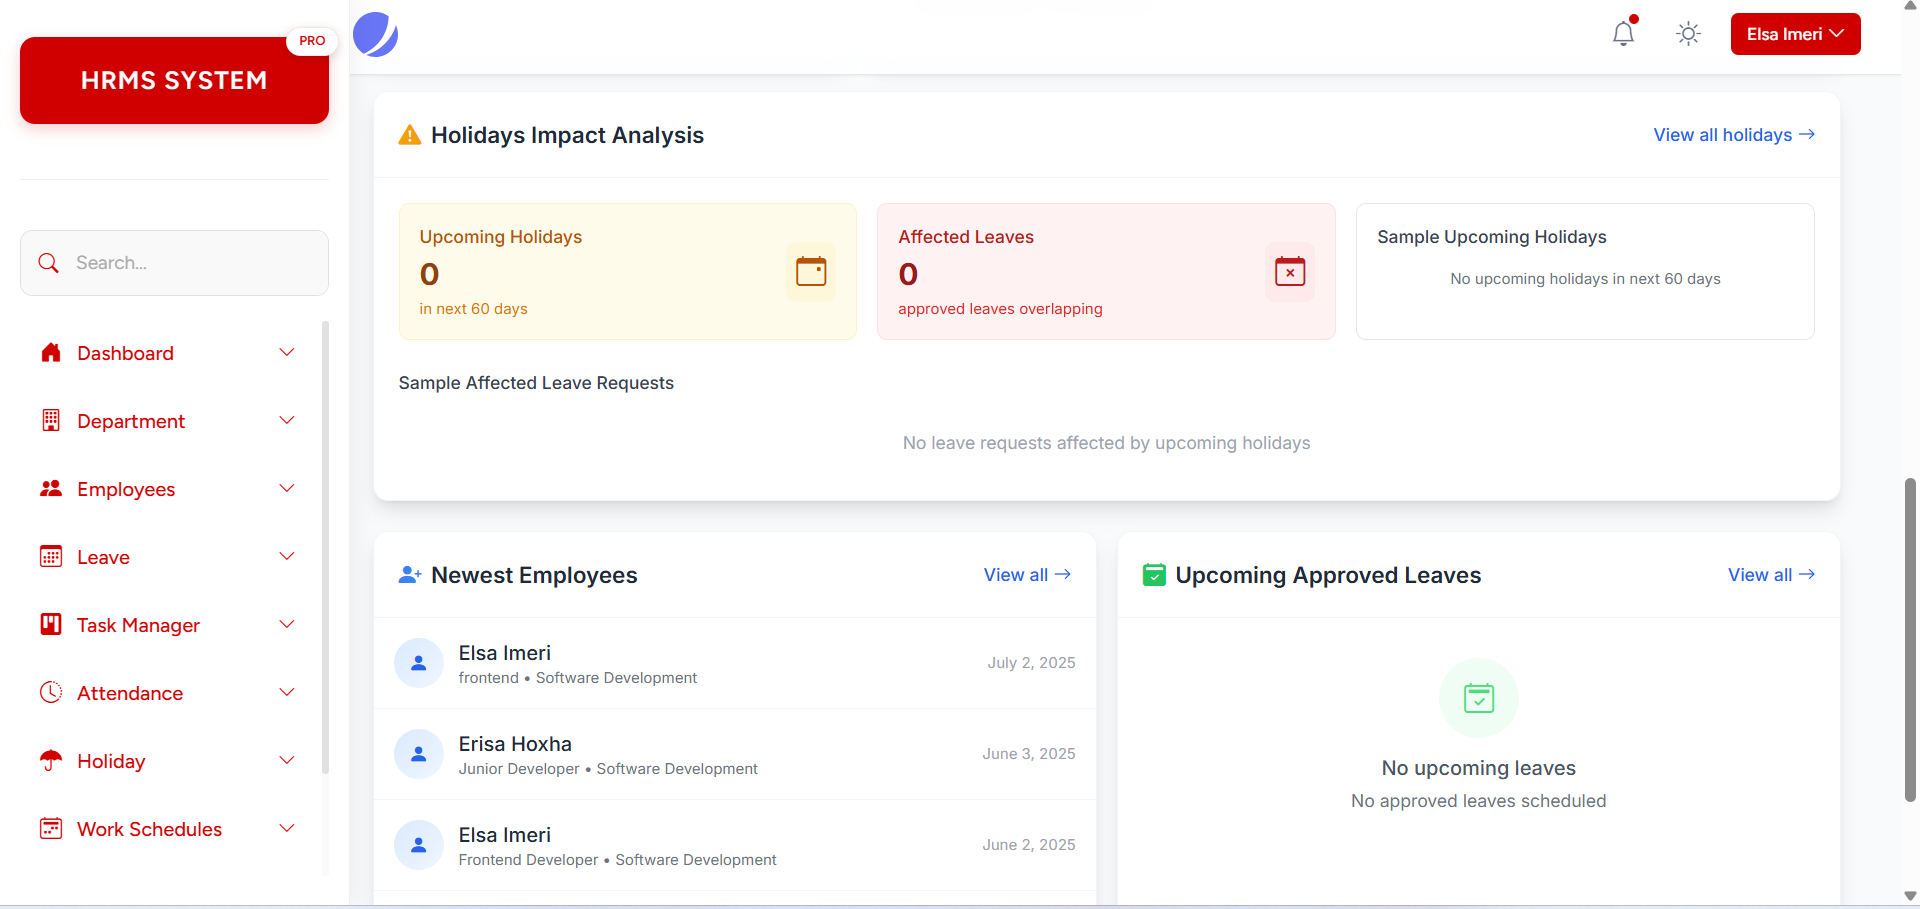 PRO
HRMS SYSTEM
Search...
Dashboard
Department
Employees
Leave
Task Manager
Attendance
Holiday
Work Schedules
Elsa Imeri
Holidays Impact Analysis
View all holidays →
Upcoming Holidays
0
in next 60 days
Affected Leaves
0
approved leaves overlapping
Sample Upcoming Holidays
No upcoming holidays in next 60 days
Sample Affected Leave Requests
No leave requests affected by upcoming holidays
Newest Employees
View all →
Elsa Imeri
frontend • Software Development
July 2, 2025
Erisa Hoxha
Junior Developer • Software Development
June 3, 2025
Elsa Imeri
Frontend Developer • Software Development
June 2, 2025
Upcoming Approved Leaves
View all →
No upcoming leaves
No approved leaves scheduled